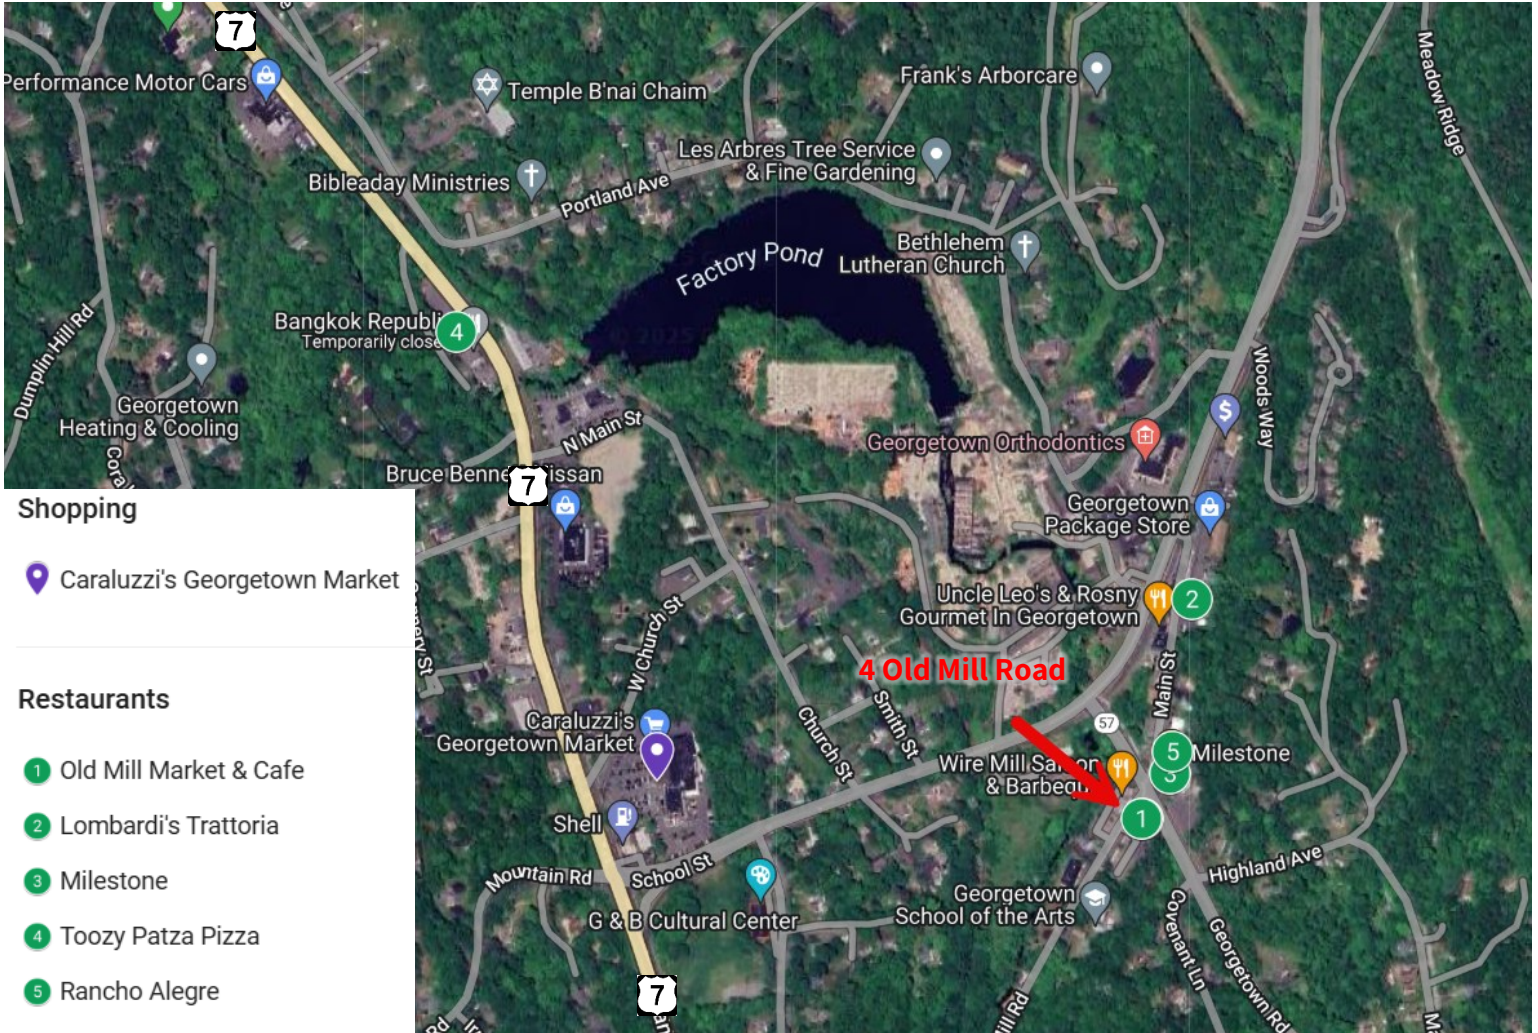 7
Performance Motor Cars
Temple B'nai Chaim
Frank's Arborcare
Meadow Ridge
Les Arbres Tree Service
& Fine Gardening
Bibleaday Ministries
Portland Ave
Bethlehem
Lutheran Church
Factory Pond
Bangkok Republi
Temporarily close
4
Dumplin Hill Rd
Georgetown
Heating & Cooling
Woods Way
$
N Main St
Georgetown Orthodontics
Bruce Benne issan
7
Georgetown
Package Store
Shopping
Caraluzzi's Georgetown Market
Uncle Leo's & Rosny
Gourmet In Georgetown
2
W Church St
4 Old Mill Road
Main St
Smith St
Church St
57
Caraluzzi's
Georgetown Market
Wire Mill Sa oon
& Barbequ
5
3
Milestone
1
Shell
School St
Mountain Rd
Highland Ave
G & B Cultural Center
Georgetown
School of the Arts
Covenant Ln
Georgetown Rd
7
ill Rd
Rd
Restaurants
1 Old Mill Market & Cafe
2 Lombardi's Trattoria
3 Milestone
4 Toozy Patza Pizza
5 Rancho Alegre